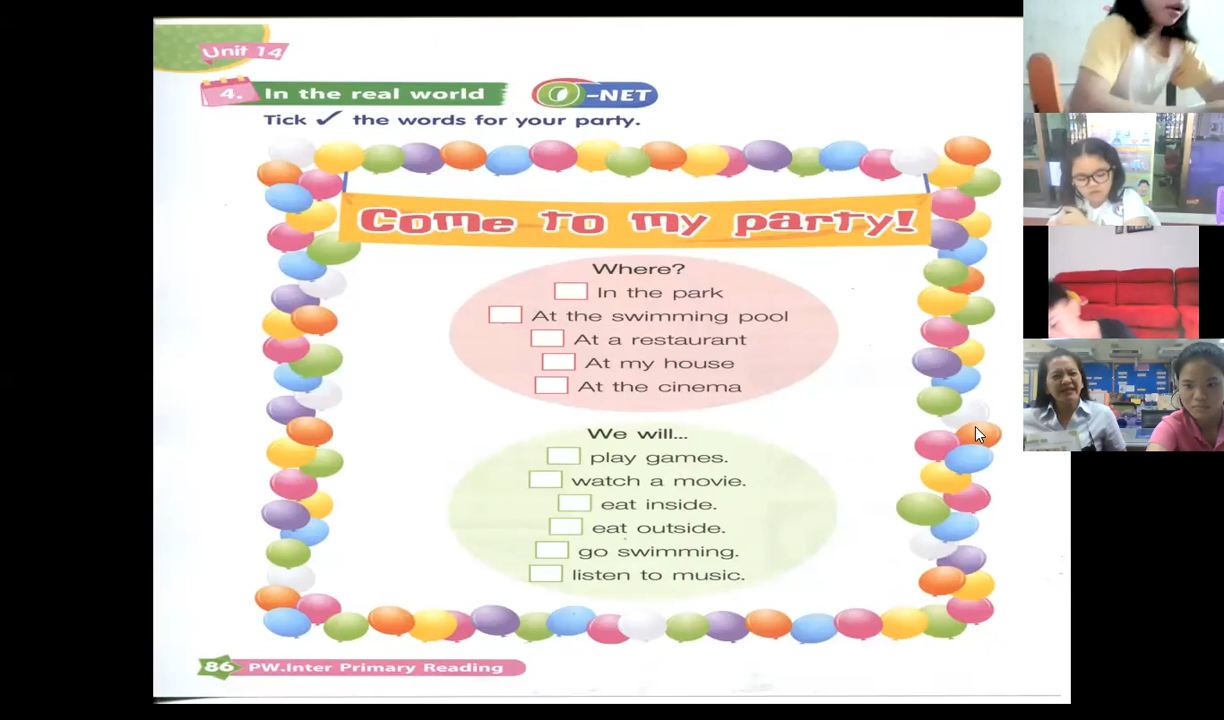 Unit 14
4. In the real world O-NET
Tick ✓ the words for your party.
Come to my party!
Where?
In the park
At the swimming pool
At a restaurant
At my house
At the cinema
We will...
play games.
watch a movie.
eat inside.
eat outside.
go swimming.
listen to music.
86 PW.Inter Primary Reading